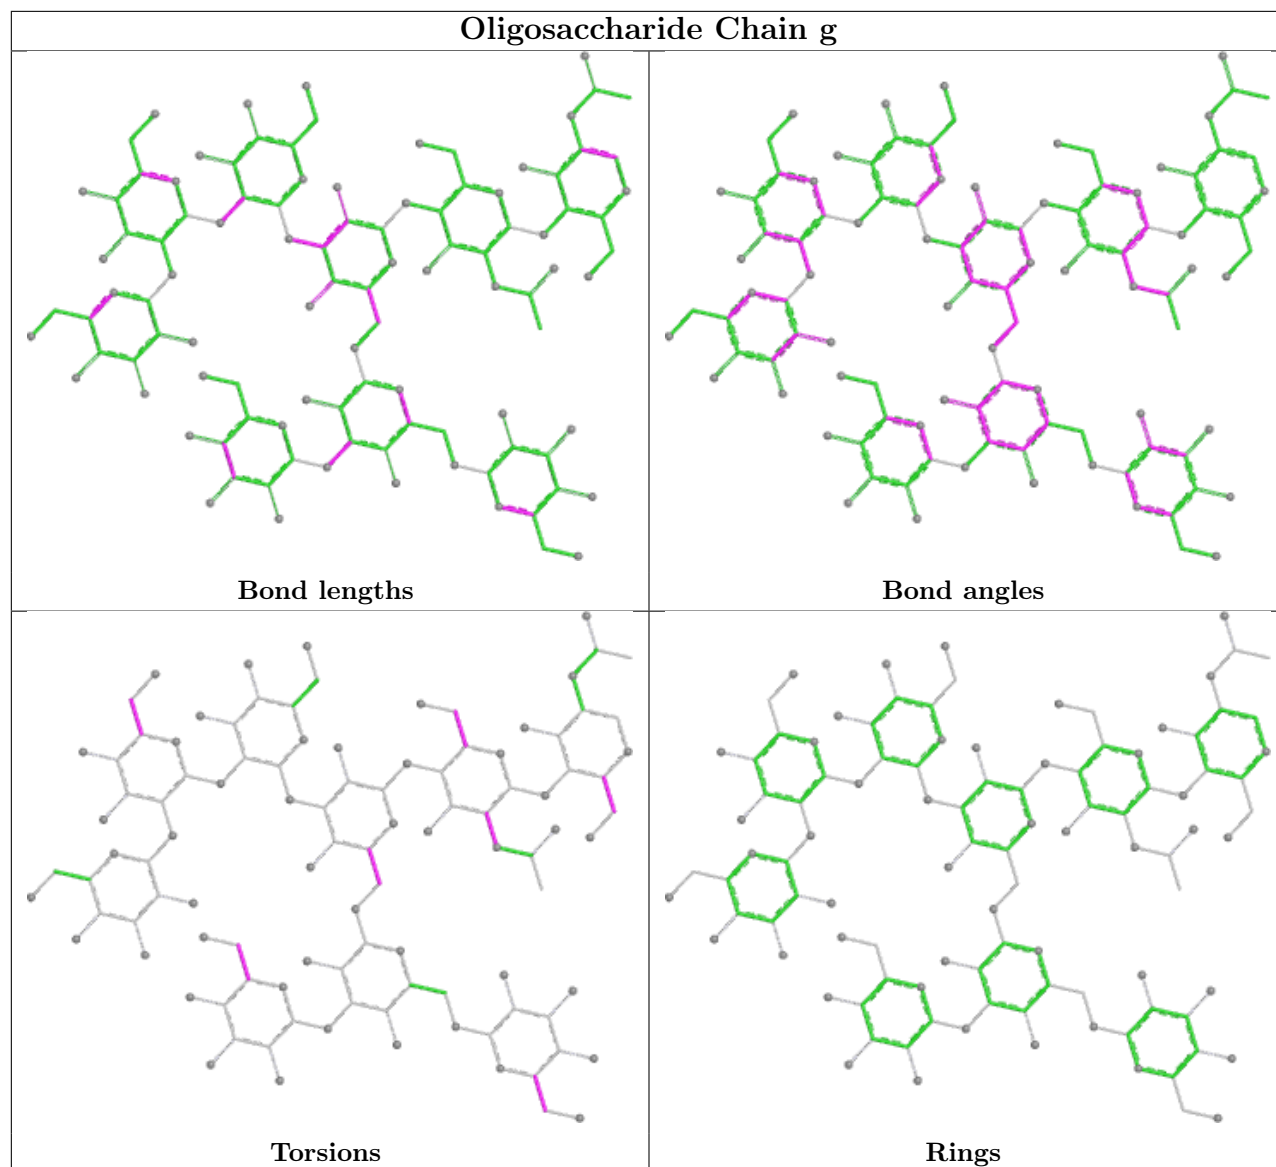 Oligosaccharide Chain g
Bond lengths
Bond angles
Torsions
Rings